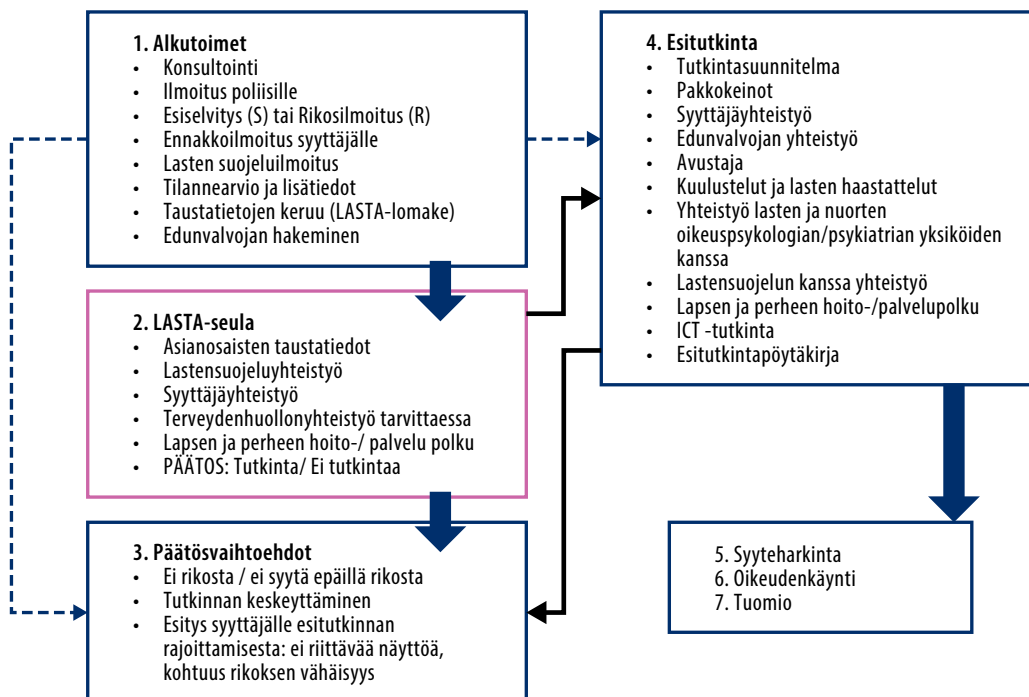 1. Alkutoimet
• Konsultointi
• Ilmoitus poliisille
• Esiselvitys (S) tai Rikosilmoitus (R)
• Ennakkoilmoitus syyttäjälle
• Lasten suojeluilmoitus
• Tilannearvio ja lisätiedot
• Taustatietojen keruu (LASTA-lomake)
• Edunvalvojan hakeminen
2. LASTA-seula
• Asianosaisten taustatiedot
• Lastensuojeluyhteistyö
• Syyttäjäyhteistyö
• Terveydenhuollonyhteistyö tarvittaessa
• Lapsen ja perheen hoito-/ palvelu polku
• PÄÄTOS: Tutkinta/ Ei tutkintaa
3. Päätösvaihtoehdot
• Ei rikosta / ei syytä epäillä rikosta
• Tutkinnan keskeyttäminen
• Esitys syyttäjälle esitutkinnan
rajoittamisesta: ei riittävää näyttöä,
kohtuus rikoksen vähäisyys
4. Esitutkinta
• Tutkintasuunnitelma
• Pakkokeinot
• Syyttäjäyhteistyö
• Edunvalvojan yhteistyö
• Avustaja
• Kuulustelut ja lasten haastattelut
• Yhteistyö lasten ja nuorten
oikeuspsykologian/psykiatrian yksiköiden
kanssa
• Lastensuojelun kanssa yhteistyö
• Lapsen ja perheen hoito-/palvelupolku
• ICT -tutkinta
• Esitutkintapöytäkirja
5. Syyteharkinta
6. Oikeudenkäynti
7. Tuomio